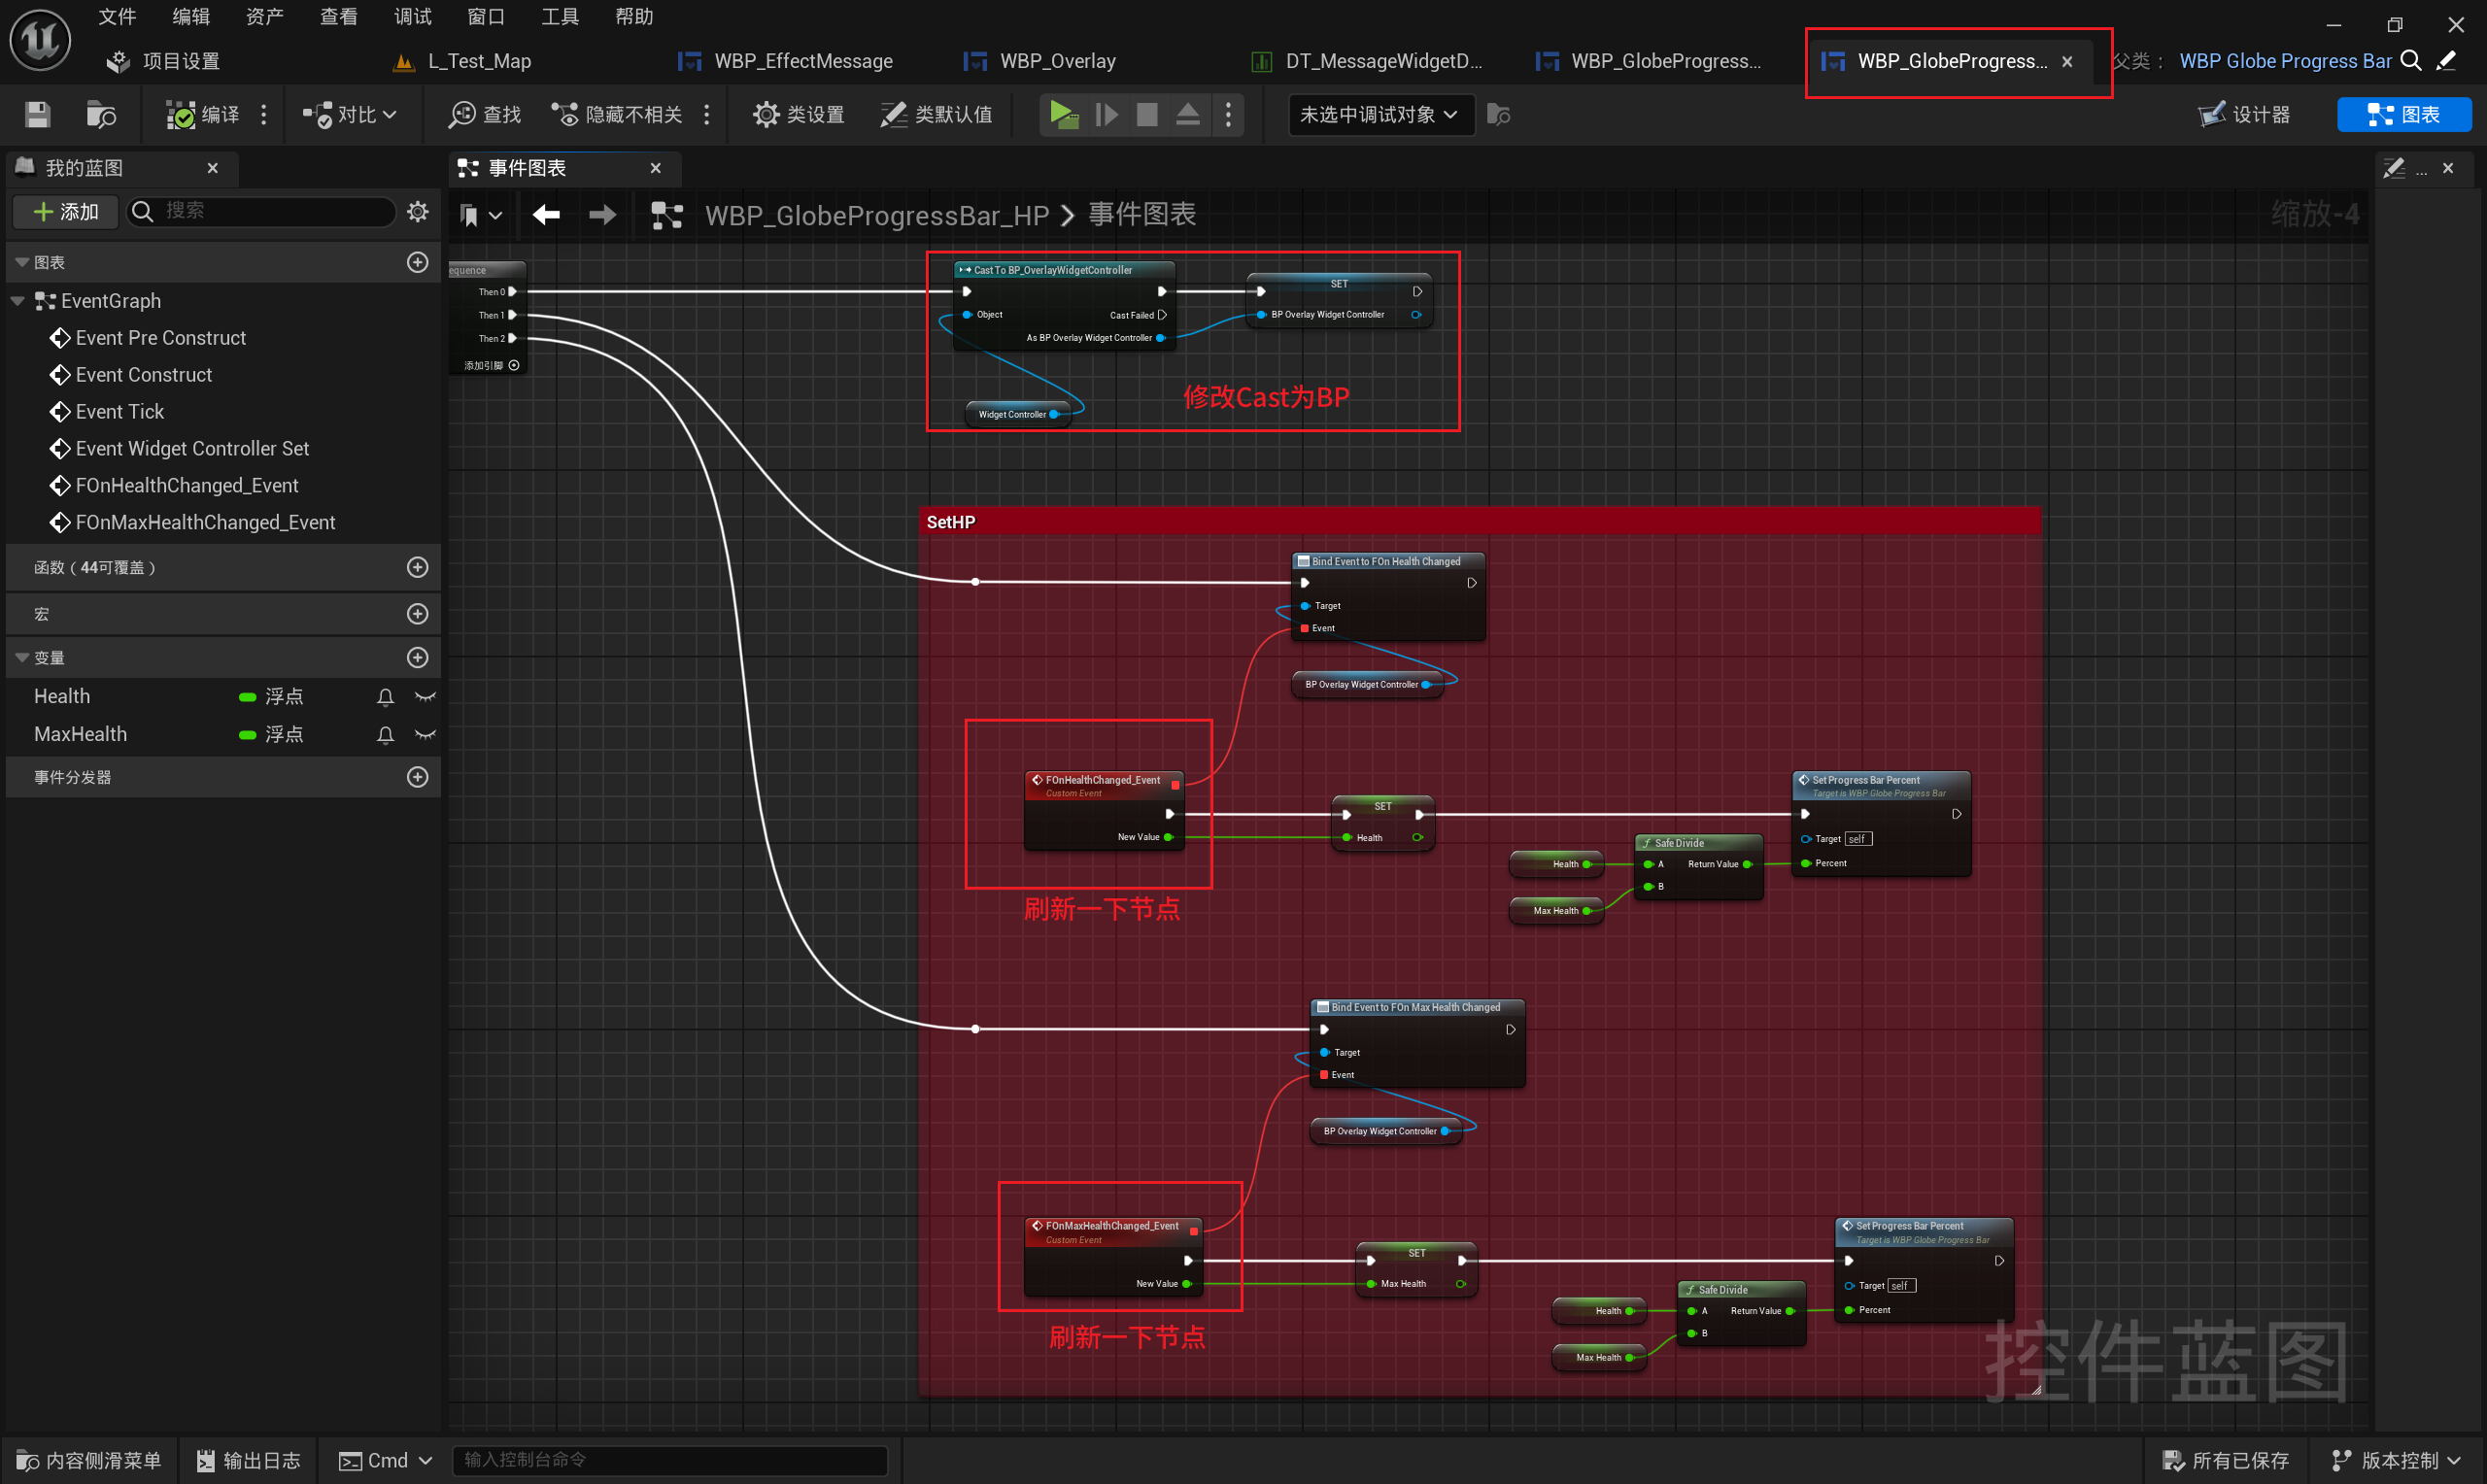 文件 编辑 资产 查看 调试 窗口 工具 帮助
项目设置 L_Test_Map WBP_EffectMessage WBP_Overlay DT_MessageWidgetD... WBP_GlobeProgress... WBP_GlobeProgress... 父类： WBP Globe Progress Bar
编译 对比 查找 隐藏不相关 类设置 类默认值 未选中调试对象 设计器 图表
我的蓝图
添加 搜索
图表
EventGraph
Event Pre Construct
Event Construct
Event Tick
Event Widget Controller Set
FOnHealthChanged_Event
FOnMaxHealthChanged_Event
函数（44可覆盖）
宏
变量
Health 浮点
MaxHealth 浮点
事件分发器
事件图表
...
WBP_GlobeProgressBar_HP > 事件图表
缩放-4
equence
Then 0
Then 1
Then 2
添加引脚
Cast To BP_OverlayWidgetController
Object
Cast Failed
As BP Overlay Widget Controller
SET
BP Overlay Widget Controller
Widget Controller
修改Cast为BP
SetHP
Bind Event to FOn Health Changed
Target
Event
BP Overlay Widget Controller
FOnHealthChanged_Event
Custom Event
New Value
SET
Health
Health
Max Health
Safe Divide
A Return Value
B
Set Progress Bar Percent
Target is WBP Globe Progress Bar
Target self
Percent
刷新一下节点
Bind Event to FOn Max Health Changed
Target
Event
BP Overlay Widget Controller
FOnMaxHealthChanged_Event
Custom Event
New Value
SET
Max Health
Health
Max Health
Safe Divide
A Return Value
B
Set Progress Bar Percent
Target is WBP Globe Progress Bar
Target self
Percent
刷新一下节点
控件蓝图
内容侧滑菜单 输出日志 Cmd 输入控制台命令 所有已保存 版本控制